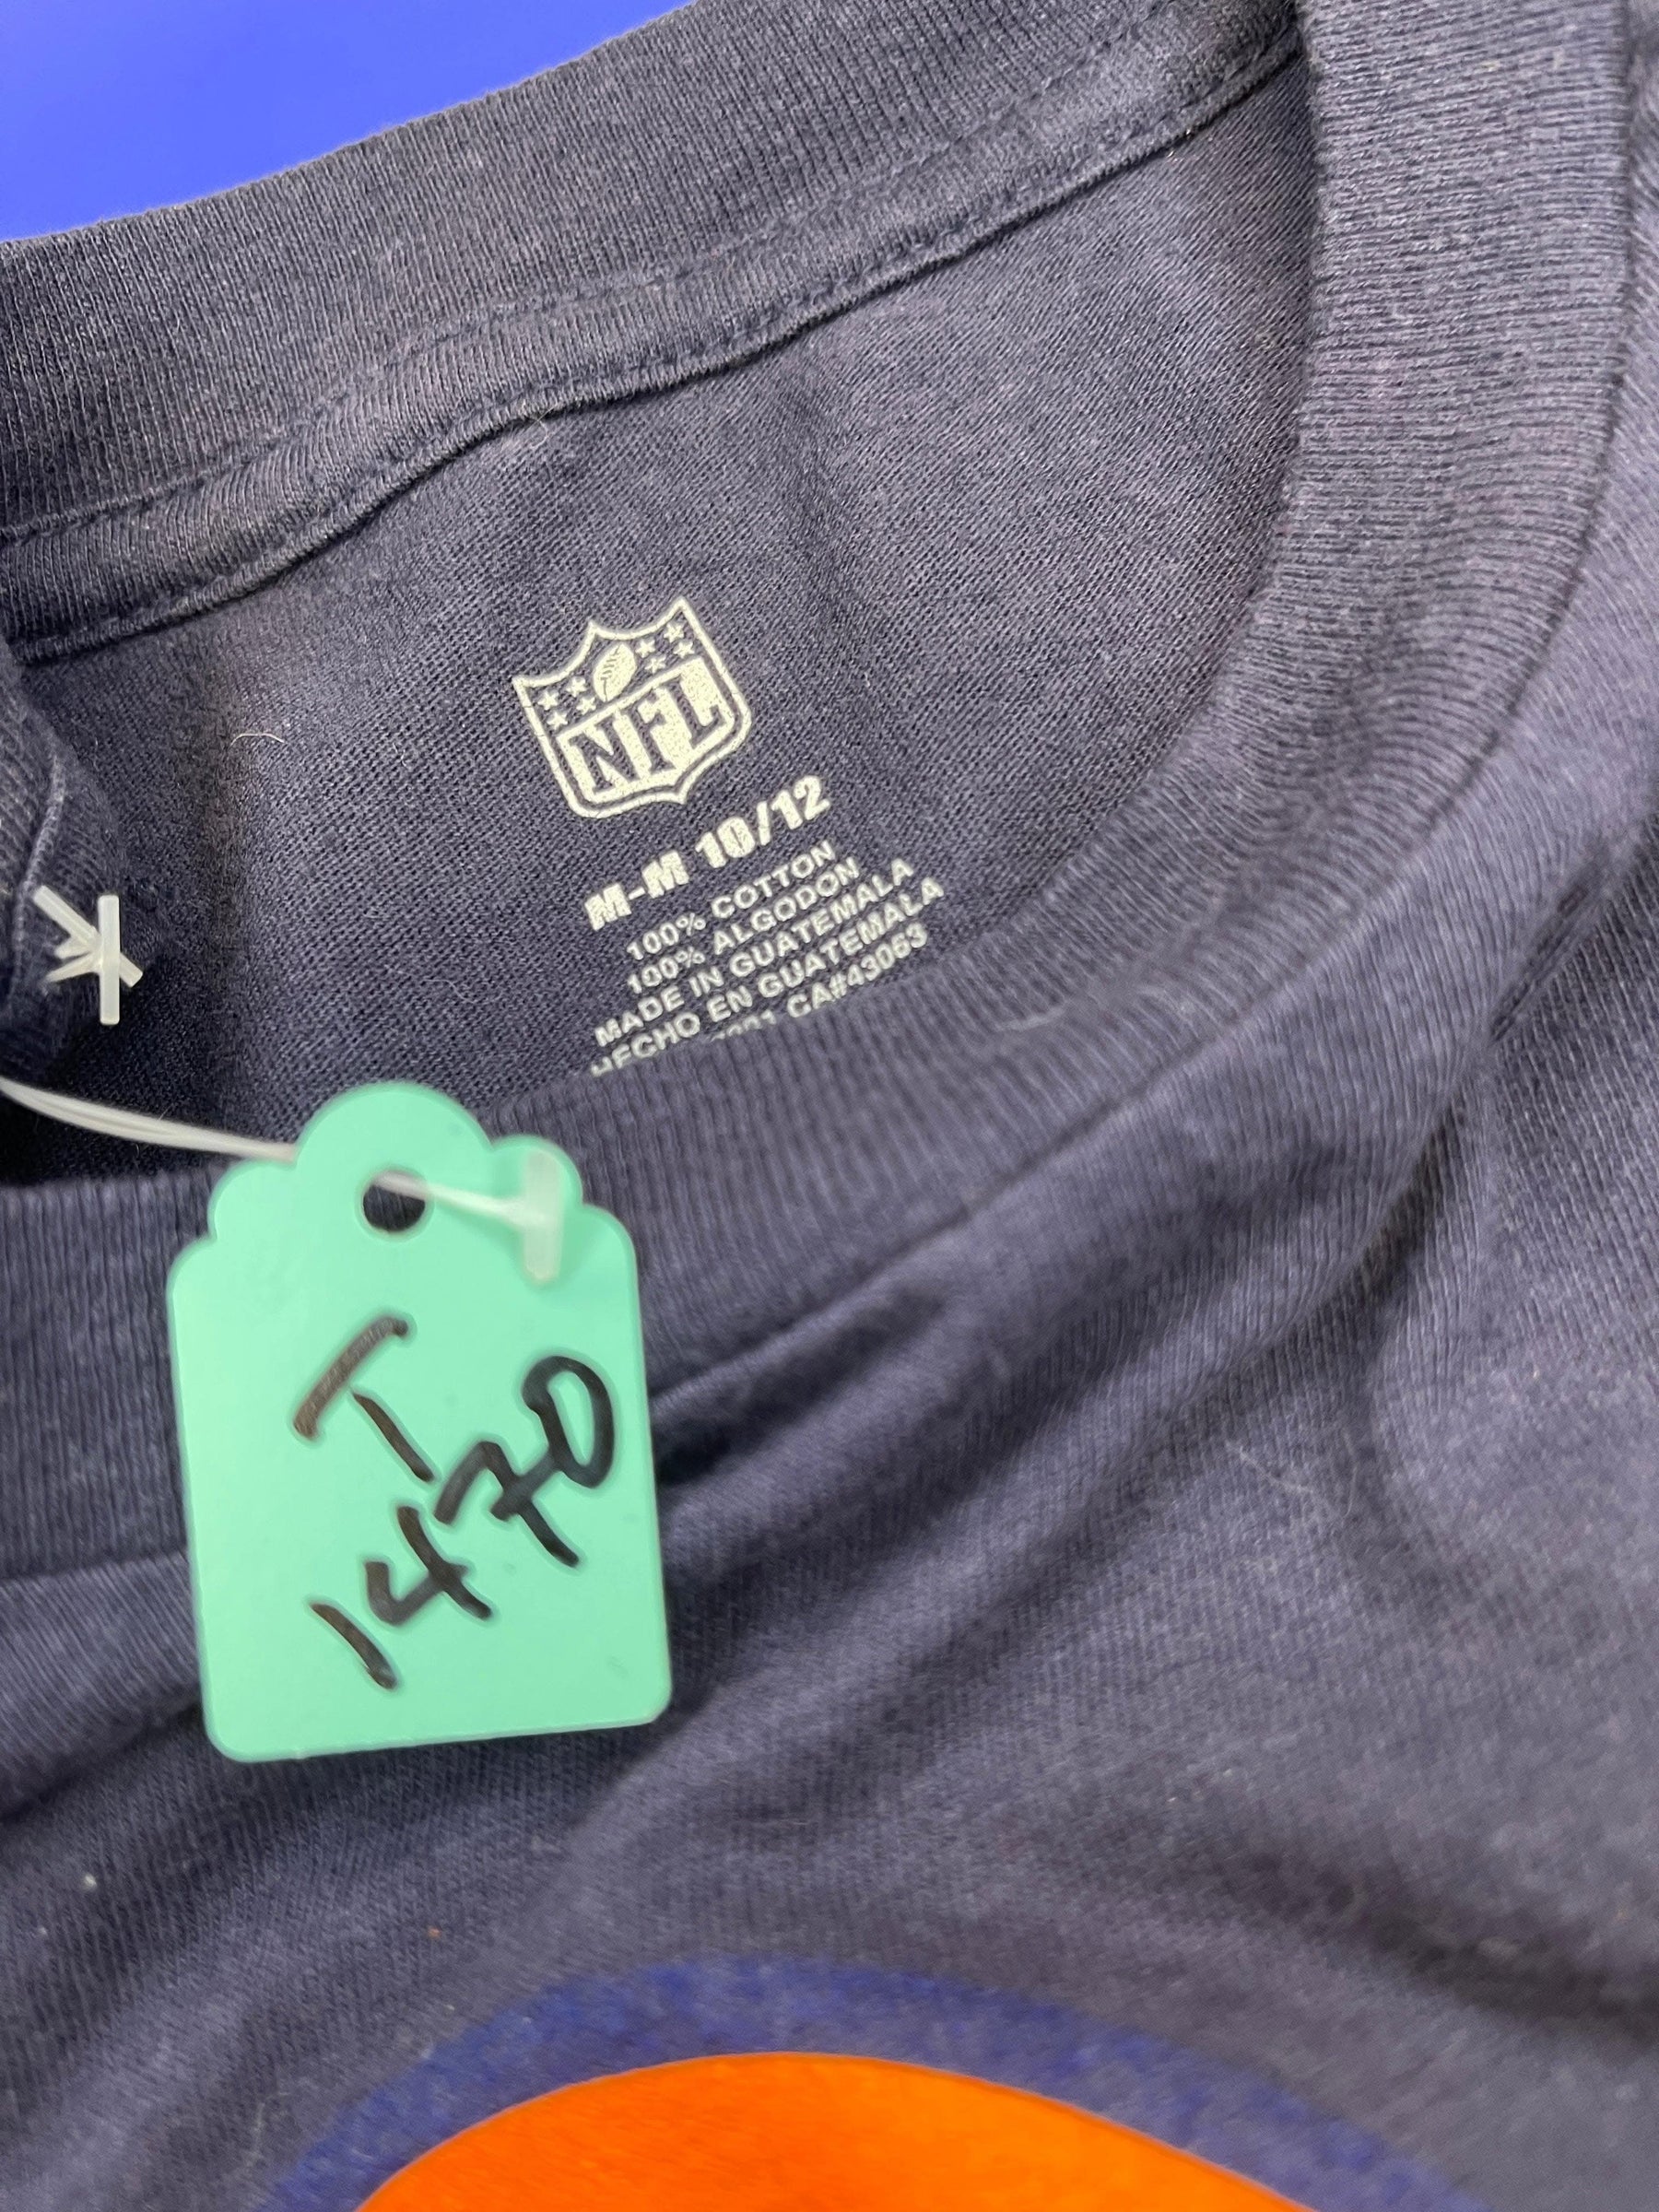 NFL
M-M 10/12
100% COTTON
100% ALGODON
MADE IN GUATEMALA
HECHO EN GUATEMALA
CA#43063
T
1470